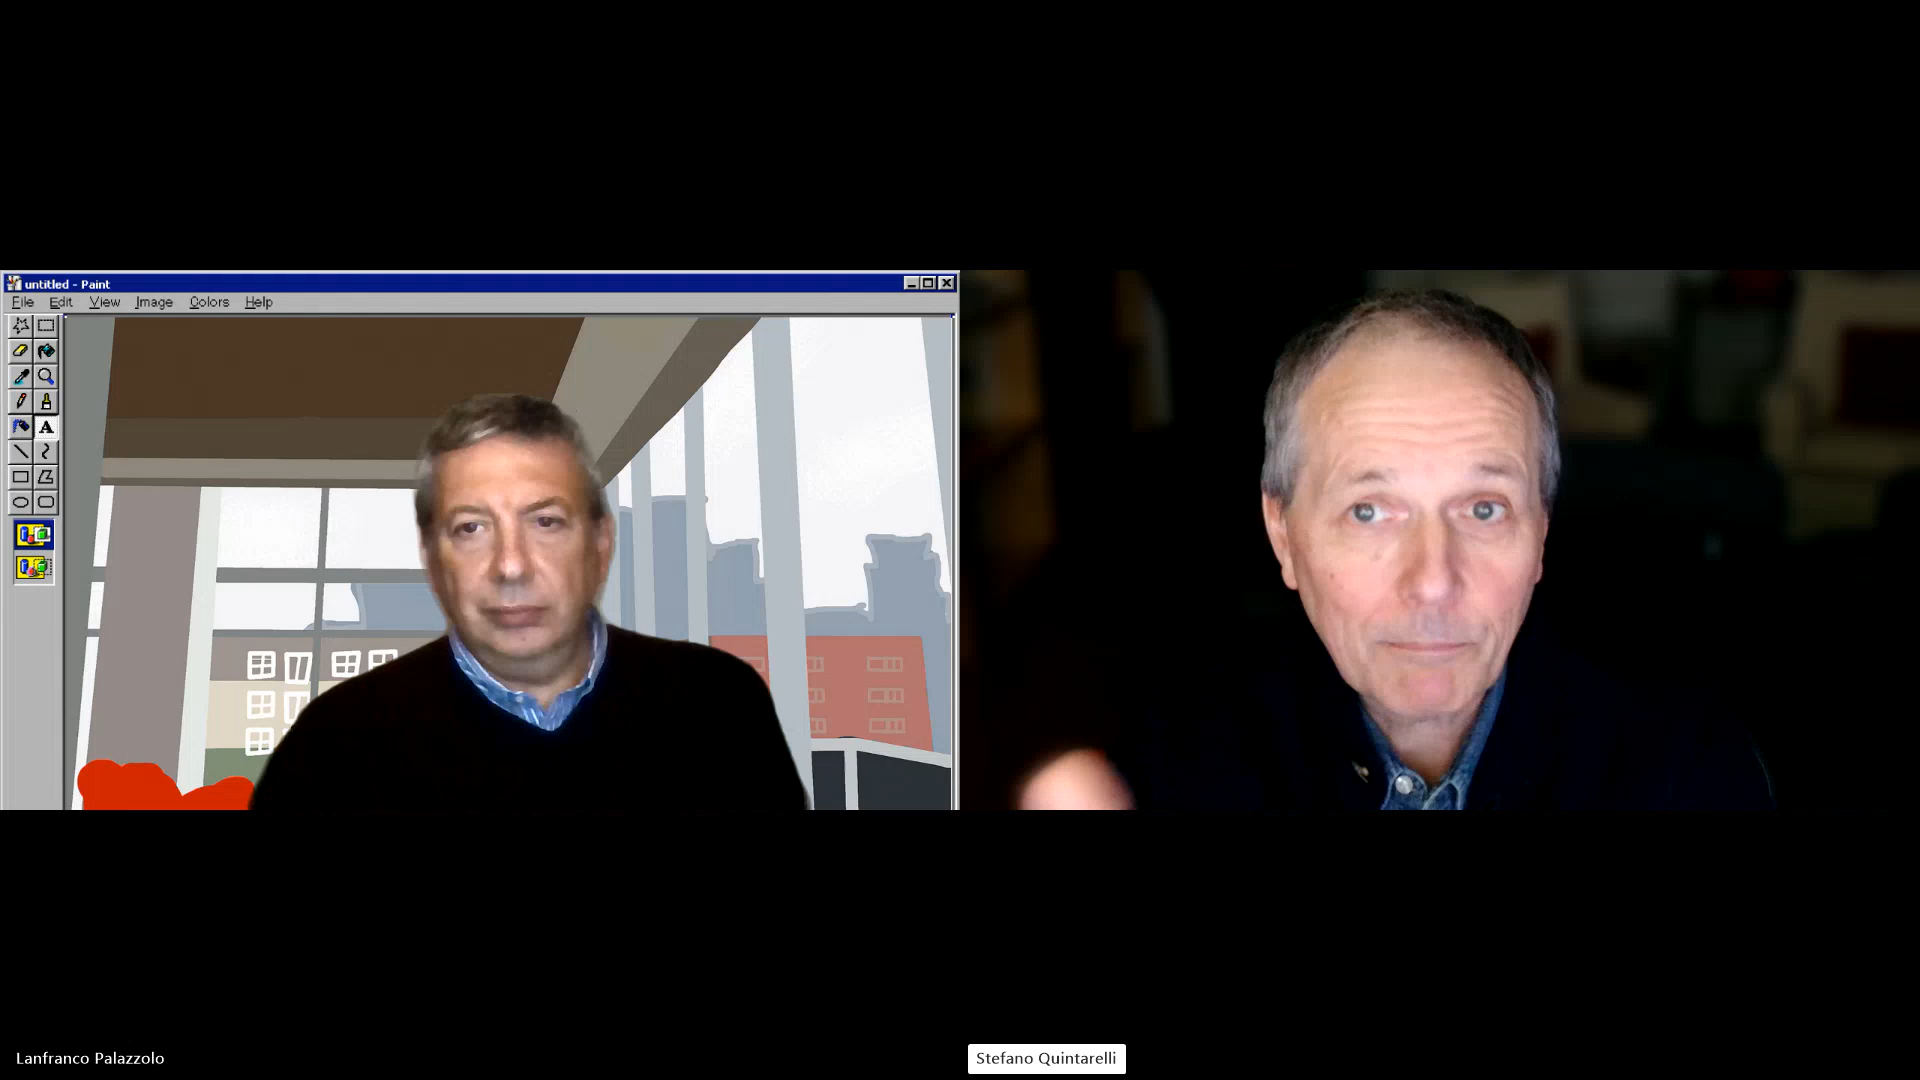 untitled - Paint
File Edit View Image Colors Help
A
Lanfranco Palazzolo
Stefano Quintarelli